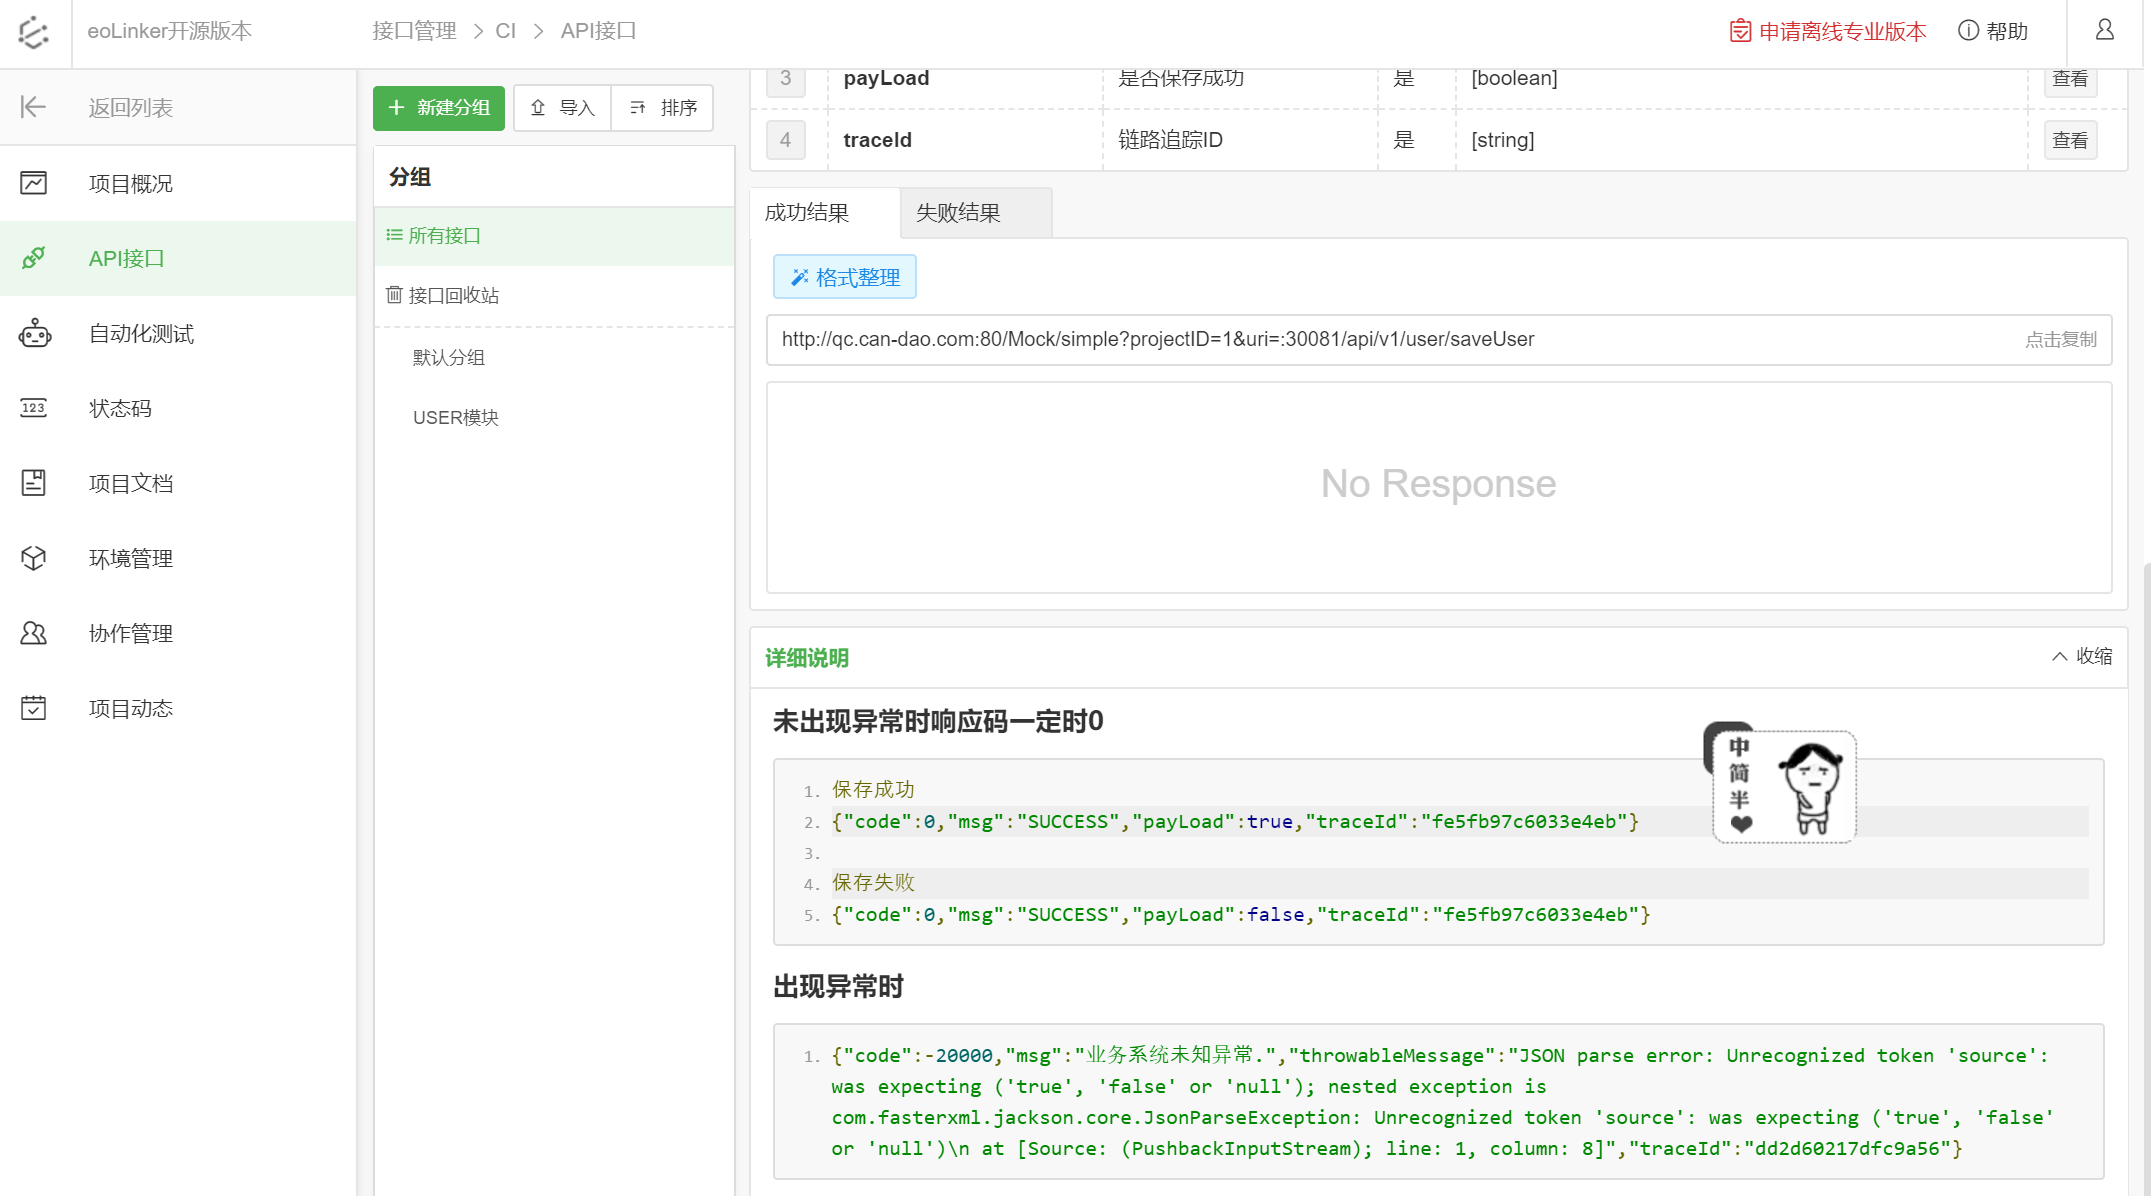 eoLinker开源版本
接口管理 > CI > API接口
申请离线专业版本
帮助
返回列表
项目概况
API接口
自动化测试
123
状态码
项目文档
环境管理
协作管理
项目动态
+ 新建分组
导入
排序
分组
所有接口
接口回收站
默认分组
USER模块
3 payLoad 是否保存成功 是 [boolean] 查看
4 traceId 链路追踪ID 是 [string] 查看
成功结果
失败结果
格式整理
http://qc.can-dao.com:80/Mock/simple?projectID=1&uri=:30081/api/v1/user/saveUser
点击复制
No Response
详细说明
收缩
未出现异常时响应码一定时0
1. 保存成功
2. {"code":0,"msg":"SUCCESS","payLoad":true,"traceId":"fe5fb97c6033e4eb"}
3.
4. 保存失败
5. {"code":0,"msg":"SUCCESS","payLoad":false,"traceId":"fe5fb97c6033e4eb"}
中
简
半
出现异常时
1. {"code":-20000,"msg":"业务系统未知异常.","throwableMessage":"JSON parse error: Unrecognized token 'source':
was expecting ('true', 'false' or 'null'); nested exception is
com.fasterxml.jackson.core.JsonParseException: Unrecognized token 'source': was expecting ('true', 'false'
or 'null')\n at [Source: (PushbackInputStream); line: 1, column: 8]","traceId":"dd2d60217dfc9a56"}